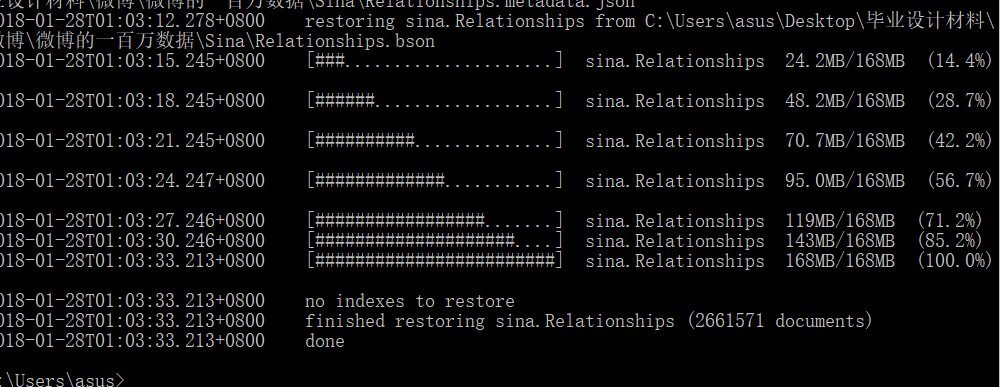 业设计材料\微博\微博的一百万数据\Sina\Relationships.metadata.json
018-01-28T01:03:12.278+0800    restoring sina.Relationships from C:\Users\asus\Desktop\毕业设计材料\
博\微博的一百万数据\Sina\Relationships.bson
018-01-28T01:03:15.245+0800    [###.....................]  sina.Relationships  24.2MB/168MB  (14.4%)
018-01-28T01:03:18.245+0800    [######..................]  sina.Relationships  48.2MB/168MB  (28.7%)
018-01-28T01:03:21.245+0800    [##########..............]  sina.Relationships  70.7MB/168MB  (42.2%)
018-01-28T01:03:24.247+0800    [#############...........]  sina.Relationships  95.0MB/168MB  (56.7%)
018-01-28T01:03:27.246+0800    [#################.......]  sina.Relationships  119MB/168MB  (71.2%)
018-01-28T01:03:30.246+0800    [####################....]  sina.Relationships  143MB/168MB  (85.2%)
018-01-28T01:03:33.213+0800    [########################]  sina.Relationships  168MB/168MB  (100.0%)
018-01-28T01:03:33.213+0800    no indexes to restore
018-01-28T01:03:33.213+0800    finished restoring sina.Relationships (2661571 documents)
018-01-28T01:03:33.213+0800    done
:\Users\asus>